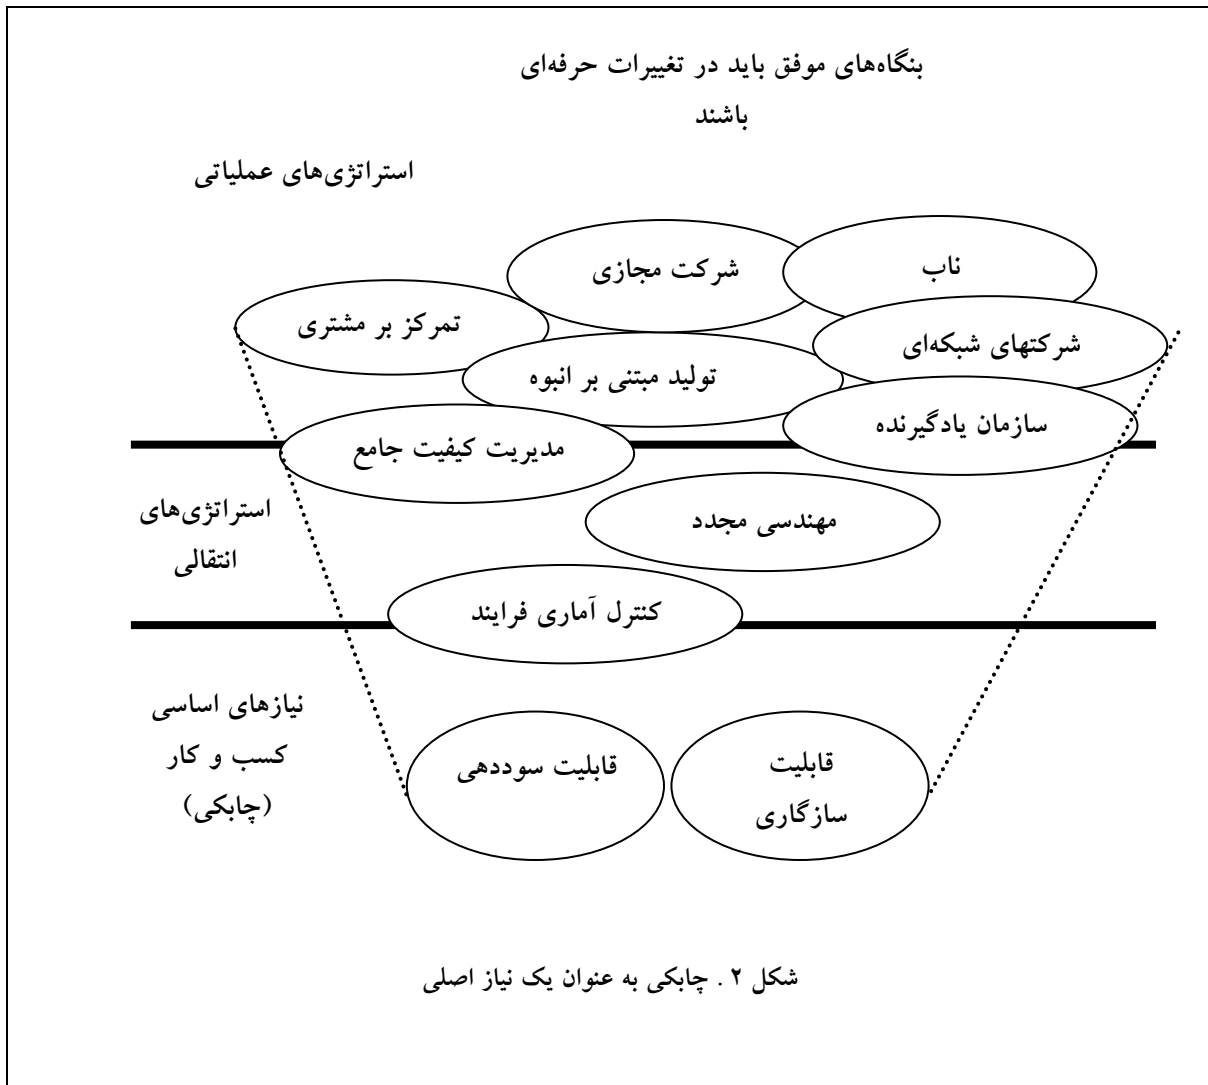 بنگاه‌های موفق باید در تغییرات حرفه‌ای
باشند
استراتژی‌های عملیاتی
ناب
شرکت مجازی
تمرکز بر مشتری
شرکتهای شبکه‌ای
تولید مبتنی بر انبوه
سازمان یادگیرنده
مدیریت کیفیت جامع
استراتژی‌های
انتقالی
مهندسی مجدد
کنترل آماری فرایند
نیازهای اساسی
کسب و کار
(چابکی)
قابلیت
سازگاری
قابلیت سوددهی
شکل ۲ . چابکی به عنوان یک نیاز اصلی